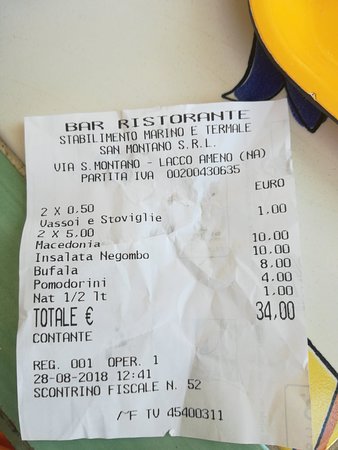 BAR RISTORANTE
STABILIMENTO MARINO E TERMALE
SAN MONTANO S.R.L.
VIA S.MONTANO - LACCO AMENO (NA)
PARTITA IVA 00200430635
EURO
2 X 0,50
Vassoi e Stoviglie 1,00
2 X 5,00
Macedonia 10,00
Insalata Negombo 10,00
Bufala 8,00
Pomodorini 4,00
Nat 1/2 lt 1,00
TOTALE € 34,00
CONTANTE
REG. 001 OPER. 1
28-08-2018 12:41
SCONTRINO FISCALE N. 52
MF TV 45400311